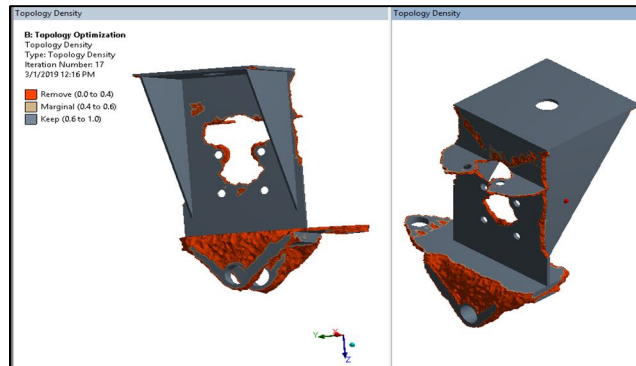 Topology Density
Topology Density
B: Topology Optimization
Topology Density
Type: Topology Density
Iteration Number: 17
3/1/2019 12:16 PM
Remove (0.0 to 0.4)
Marginal (0.4 to 0.6)
Keep (0.6 to 1.0)
Y
X
Z